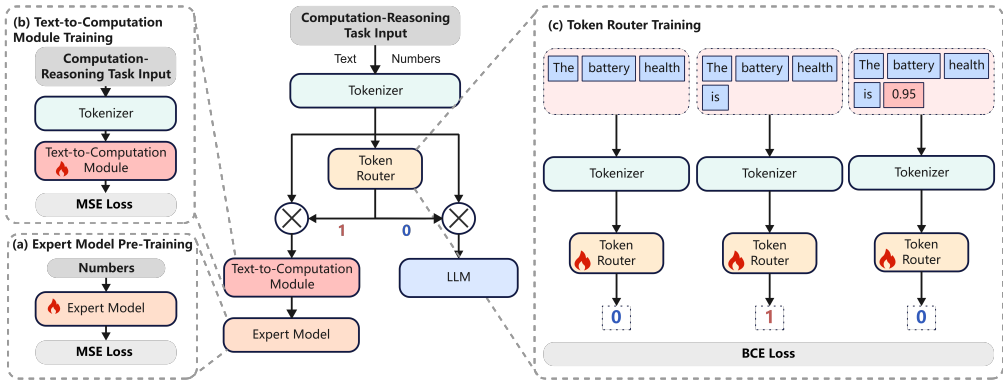 (b) Text-to-Computation
Module Training
Computation-
Reasoning Task Input
Tokenizer
Text-to-Computation
Module
MSE Loss
(a) Expert Model Pre-Training
Numbers
Expert Model
MSE Loss
Computation-Reasoning
Task Input
Text
Numbers
Tokenizer
Token
Router
1
0
Text-to-Computation
Module
LLM
Expert Model
(c) Token Router Training
The battery health
The battery health
is
The battery health
is 0.95
Tokenizer
Tokenizer
Tokenizer
Token
Router
Token
Router
Token
Router
0
1
0
BCE Loss